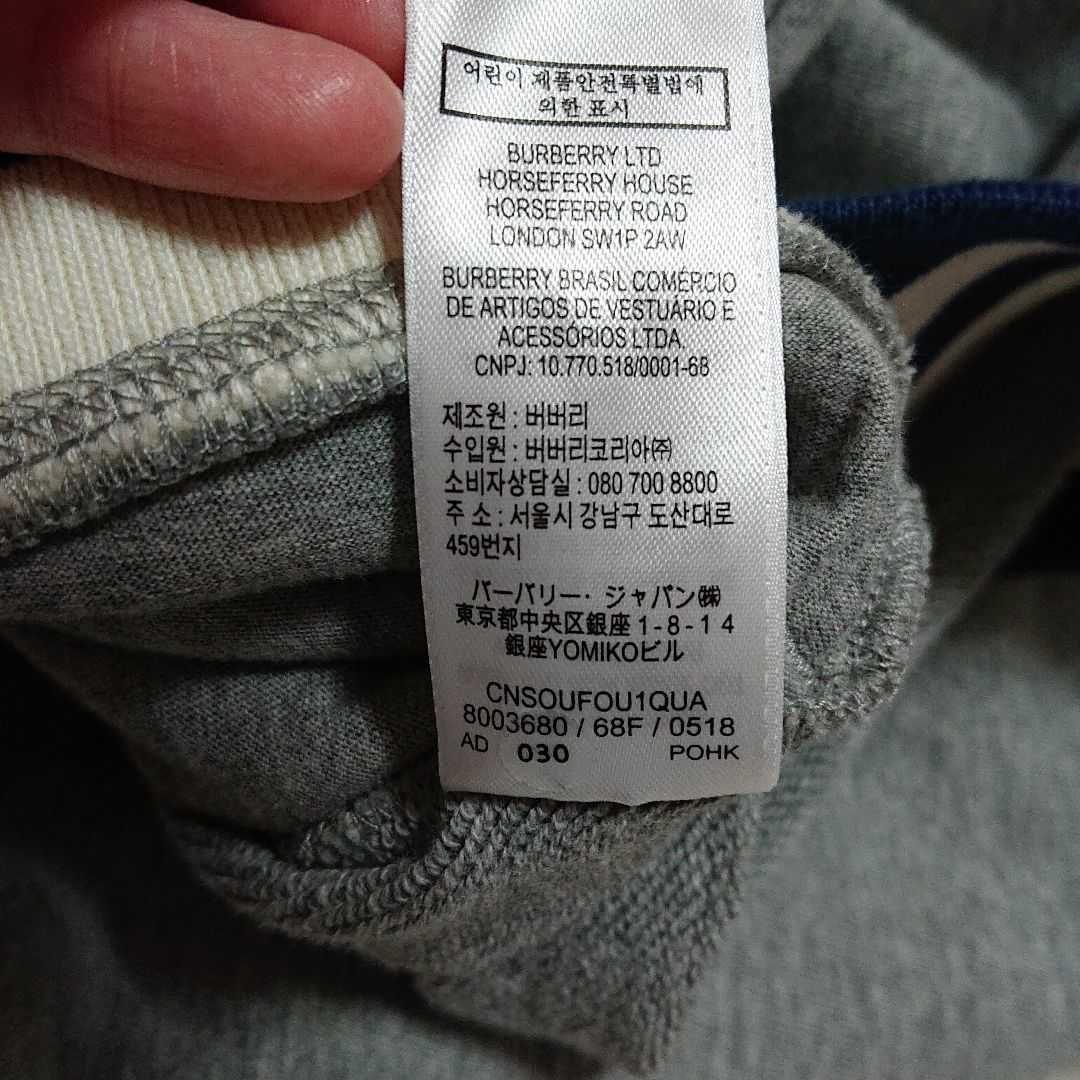 어린이 제품안전특별법에
의한 표시
BURBERRY LTD
HORSEFERRY HOUSE
HORSEFERRY ROAD
LONDON SW1P 2AW
BURBERRY BRASIL COMÉRCIO
DE ARTIGOS DE VESTUÁRIO E
ACESSÓRIOS LTDA.
CNPJ: 10.770.518/0001-68
제조원 : 버버리
수입원 : 버버리코리아㈜
소비자상담실 : 080 700 8800
주 소 : 서울시 강남구 도산대로
459번지
バーバリー・ジャパン㈱
東京都中央区銀座1-8-14
銀座YOMIKOビル
CNSOUFOU1QUA
8003680 / 68F / 0518
AD 030 POHK